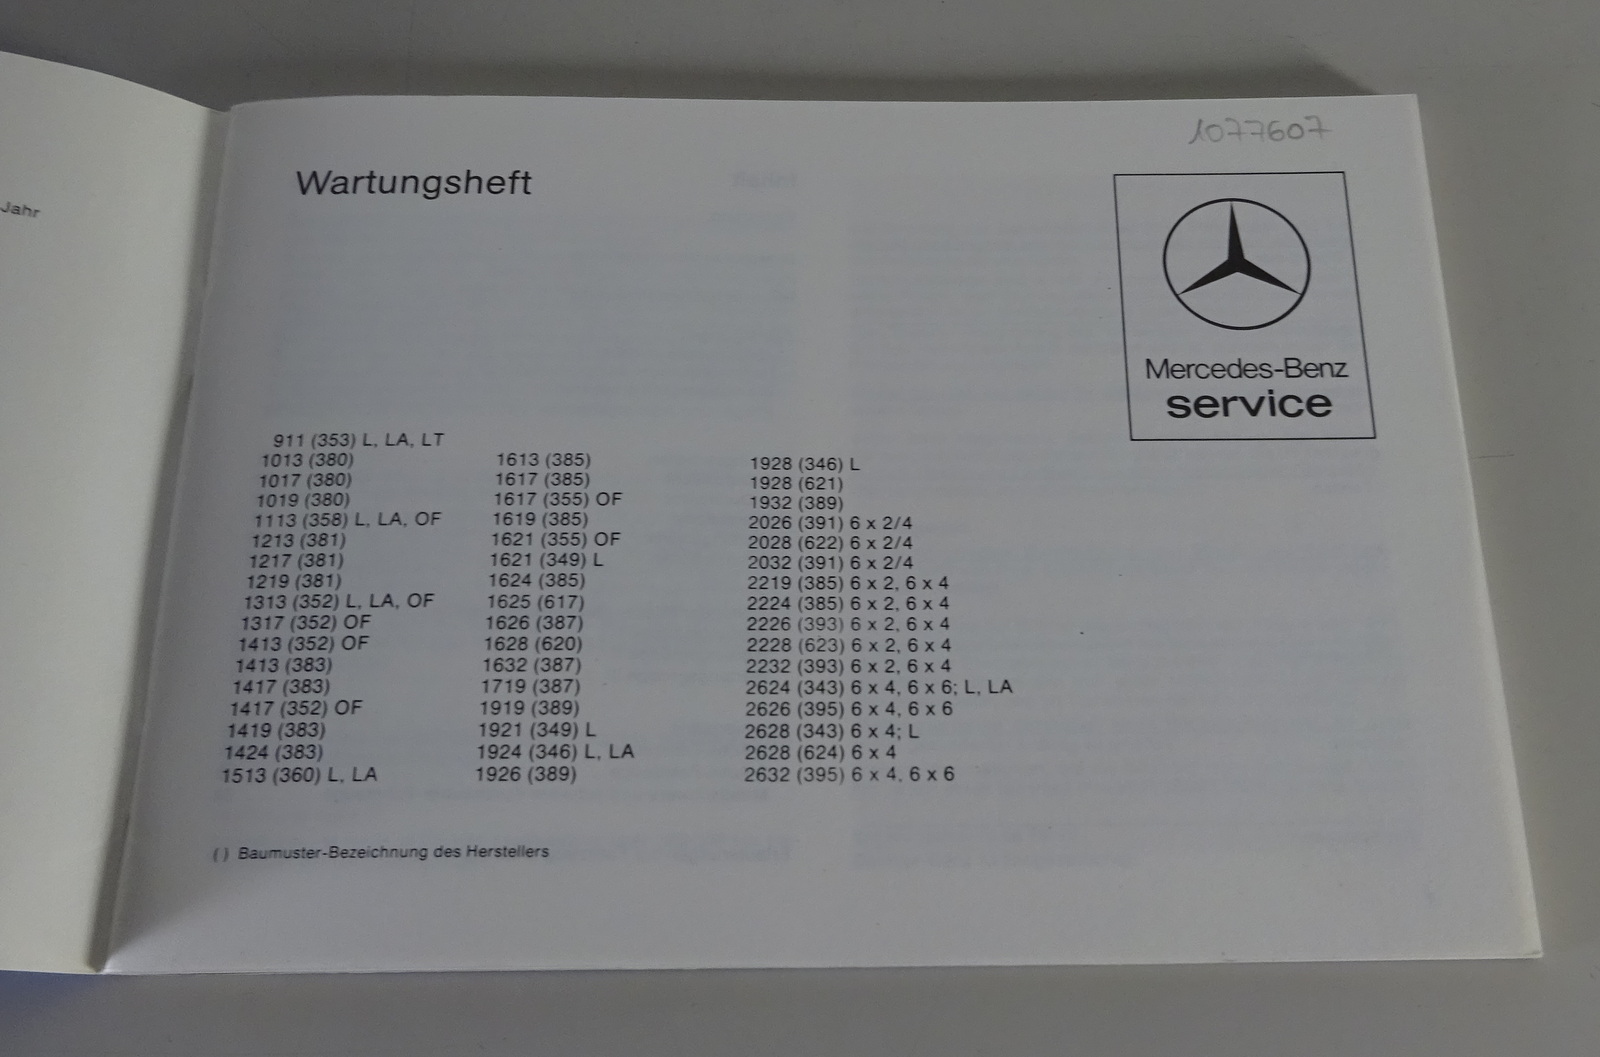 Jahr
1077607
Wartungsheft
Mercedes-Benz
service
911 (353) L, LA, LT
1013 (380)
1017 (380)
1019 (380)
1113 (358) L, LA, OF
1213 (381)
1217 (381)
1219 (381)
1313 (352) L, LA, OF
1317 (352) OF
1413 (352) OF
1413 (383)
1417 (383)
1417 (352) OF
1419 (383)
1424 (383)
1513 (360) L, LA
1613 (385)
1617 (385)
1617 (355) OF
1619 (385)
1621 (355) OF
1621 (349) L
1624 (385)
1625 (617)
1626 (387)
1628 (620)
1632 (387)
1719 (387)
1919 (389)
1921 (349) L
1924 (346) L, LA
1926 (389)
1928 (346) L
1928 (621)
1932 (389)
2026 (391) 6 x 2/4
2028 (622) 6 x 2/4
2032 (391) 6 x 2/4
2219 (385) 6 x 2, 6 x 4
2224 (385) 6 x 2, 6 x 4
2226 (393) 6 x 2, 6 x 4
2228 (623) 6 x 2, 6 x 4
2232 (393) 6 x 2, 6 x 4
2624 (343) 6 x 4, 6 x 6; L, LA
2626 (395) 6 x 4, 6 x 6
2628 (343) 6 x 4; L
2628 (624) 6 x 4
2632 (395) 6 x 4, 6 x 6
( ) Baumuster-Bezeichnung des Herstellers